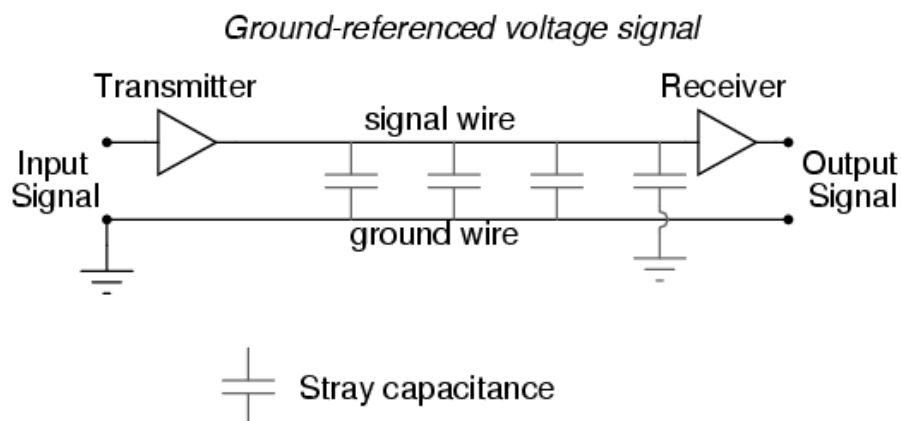 Ground-referenced voltage signal
Transmitter
Receiver
signal wire
Input
Signal
Output
Signal
ground wire
Stray capacitance